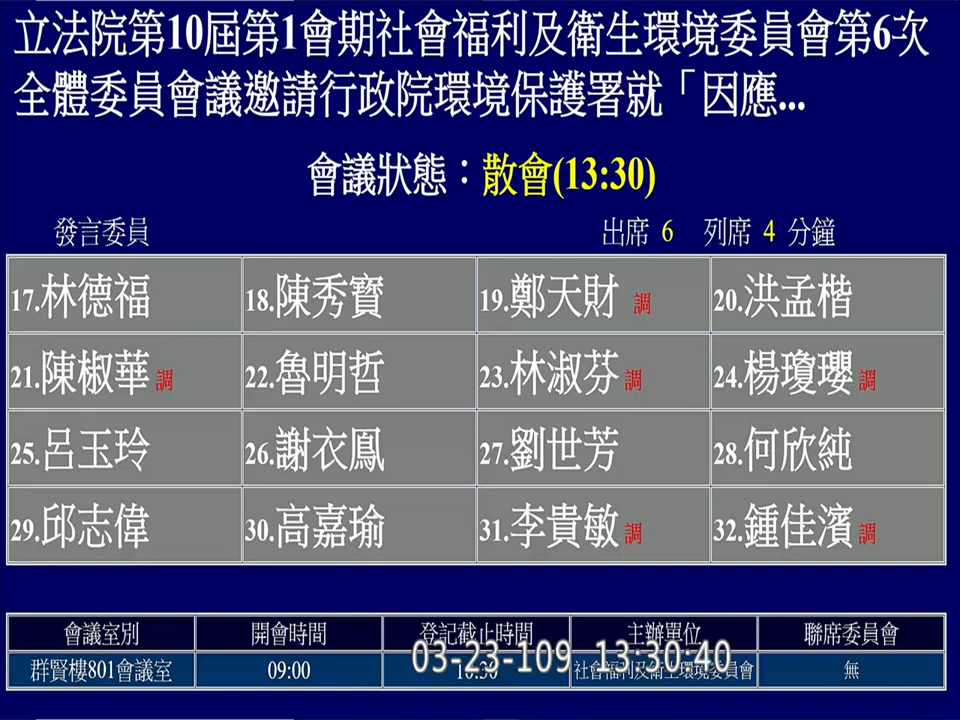 立法院第10屆第1會期社會福利及衛生環境委員會第6次
全體委員會議邀請行政院環境保護署就「因應...
會議狀態：散會(13:30)
發言委員 出席 6 列席 4 分鐘
17.林德福 18.陳秀寳 19.鄭天財 調 20.洪孟楷
21.陳椒華 調 22.魯明哲 23.林淑芬 調 24.楊瓊瓔 調
25.呂玉玲 26.謝衣鳳 27.劉世芳 28.何欣純
29.邱志偉 30.高嘉瑜 31.李貴敏 調 32.鍾佳濱 調
會議室別 開會時間 登記截止時間 主辦單位 聯席委員會
03-23-109 13:30:40
群賢樓801會議室 09:00 10:30 社會福利及衛生環境委員會 無